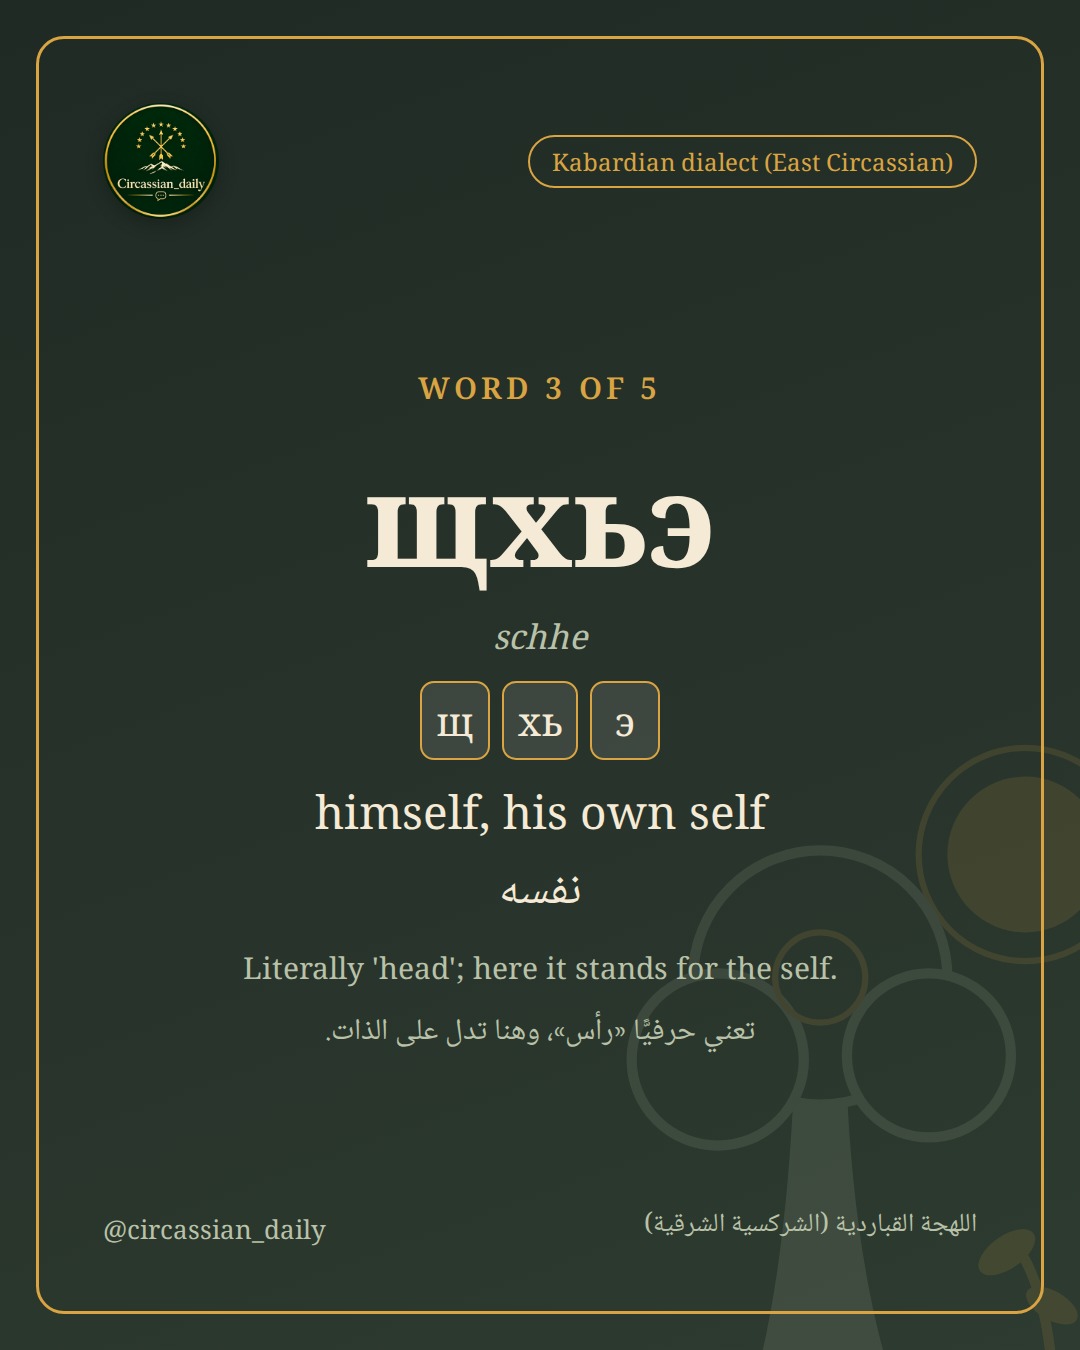 Circassian_daily
Kabardian dialect (East Circassian)
WORD 3 OF 5
щхьэ
schhe
щ хь э
himself, his own self
نفسه
Literally 'head'; here it stands for the self.
تعني حرفيًّا «رأس»، وهنا تدل على الذات.
@circassian_daily
اللهجة القباردية (الشركسية الشرقية)